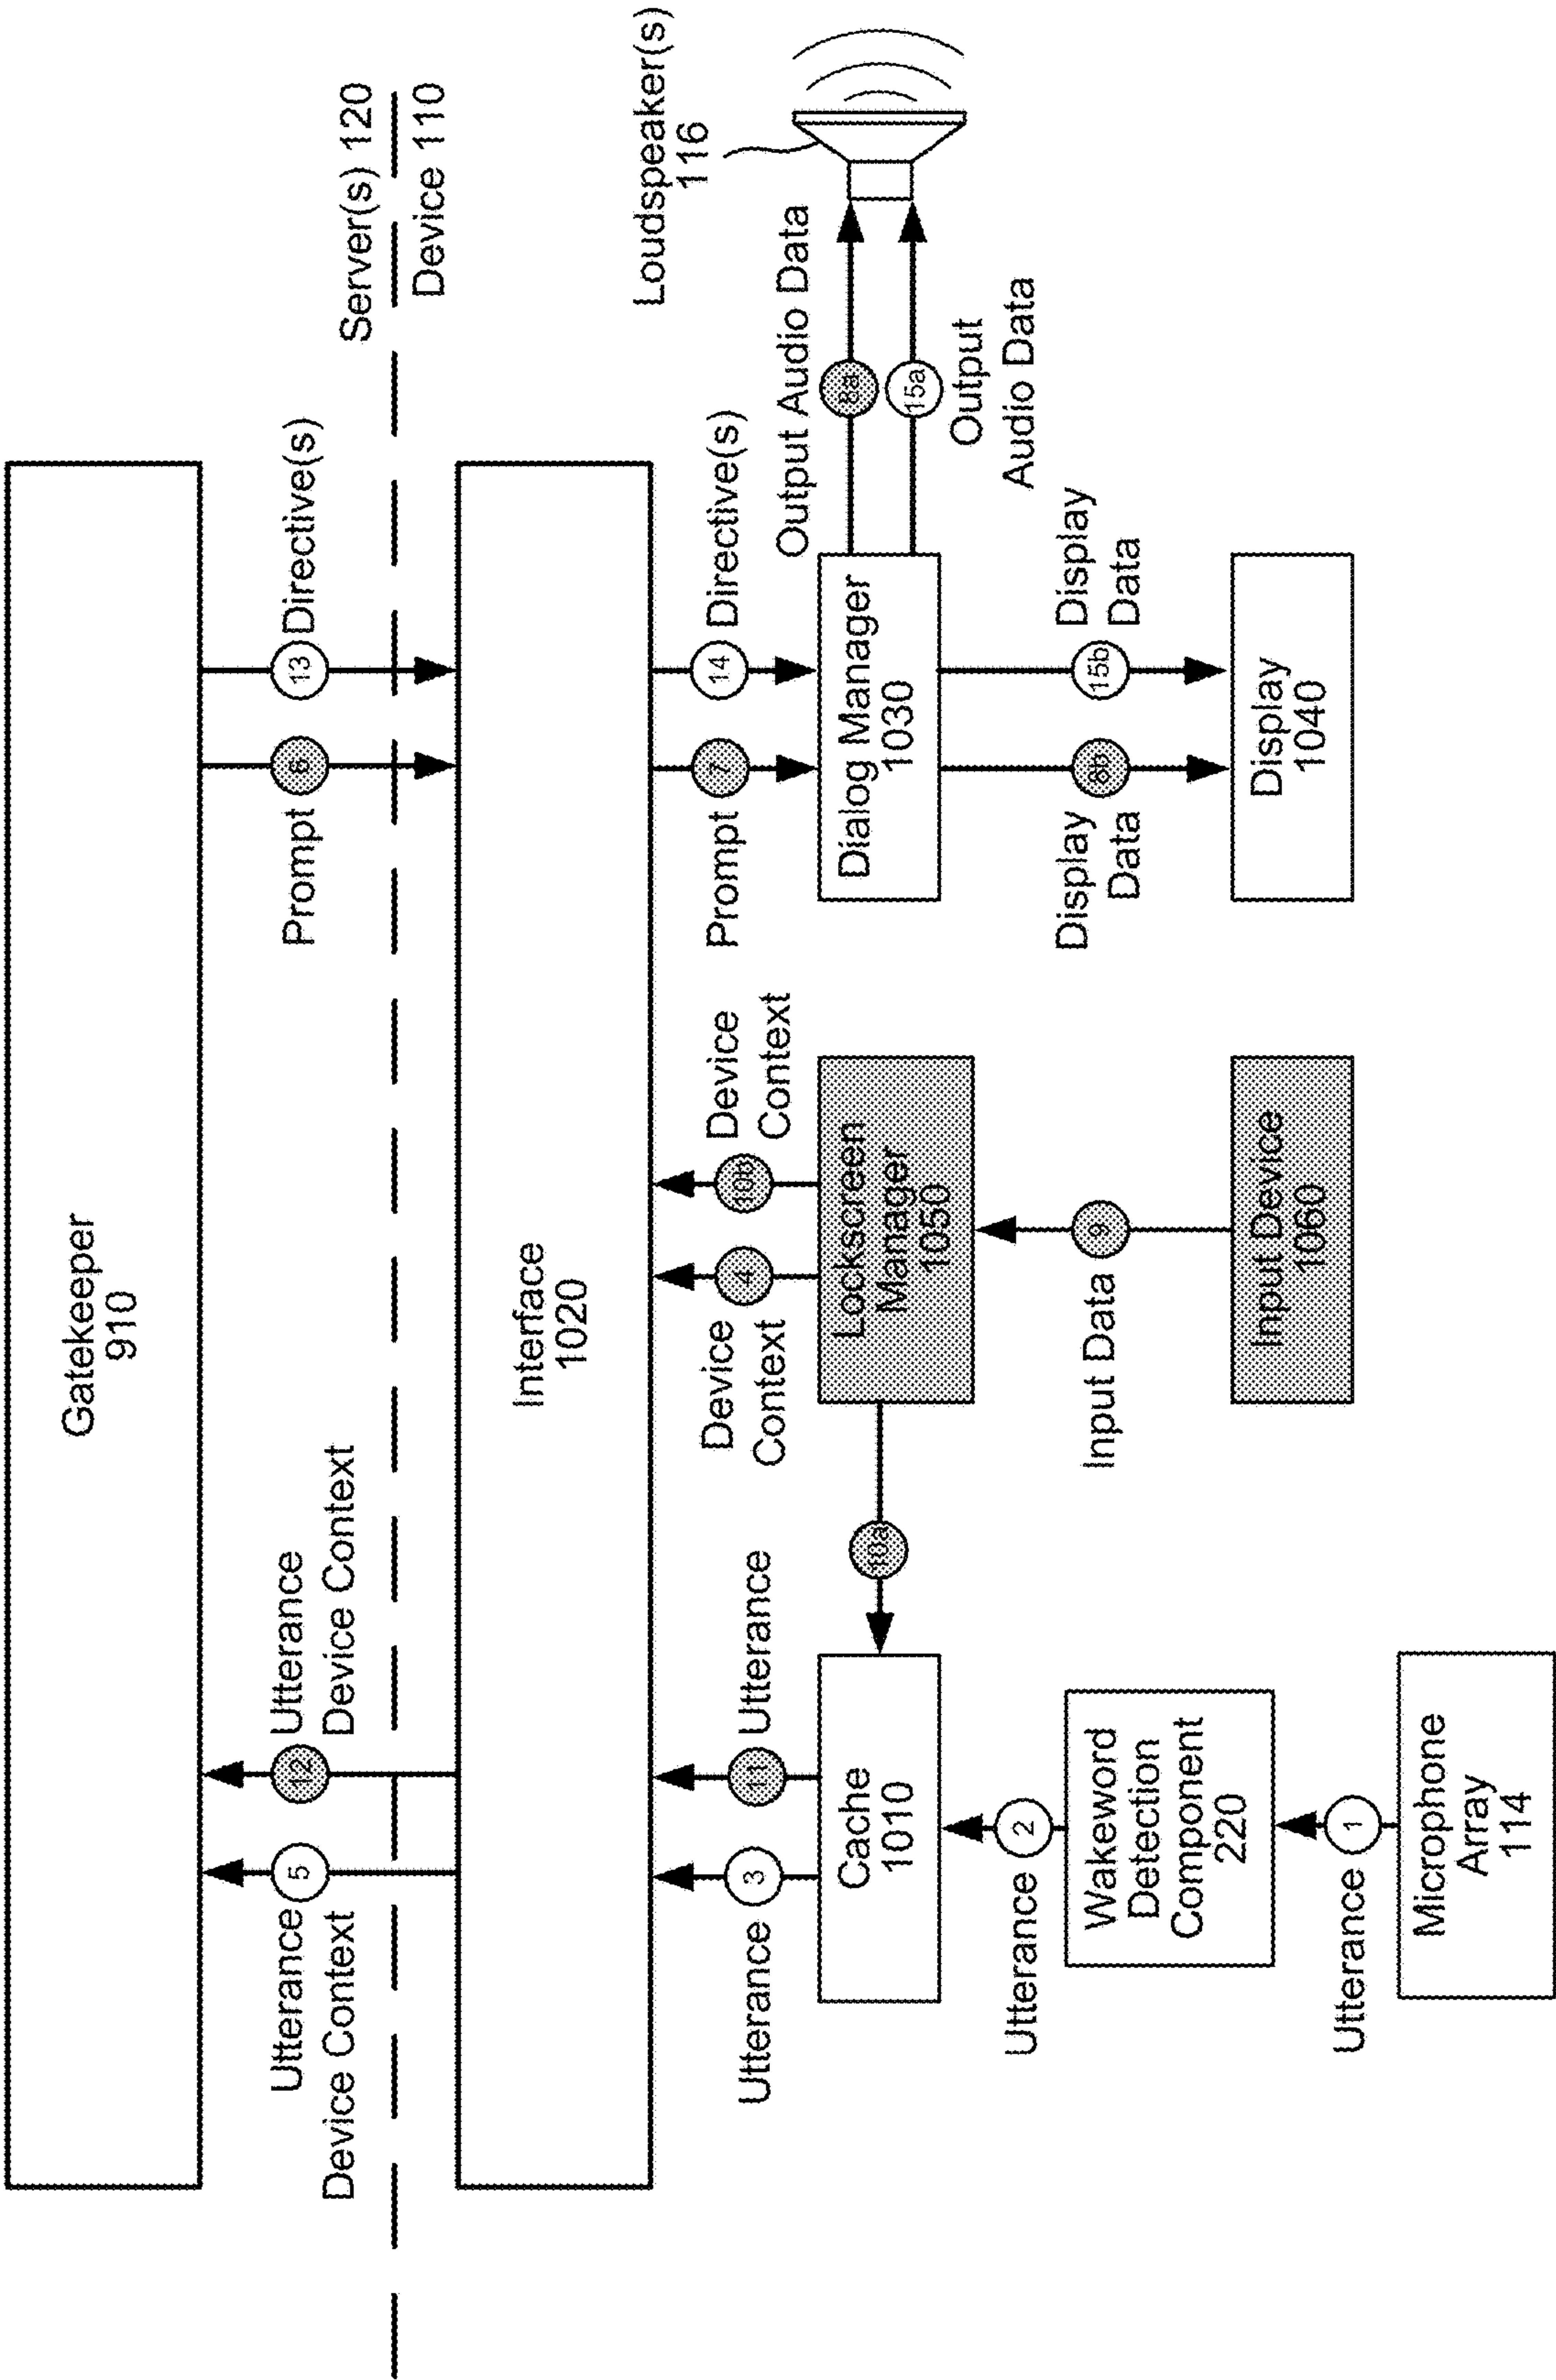 Server(s) 120
Device 110
Gatekeeper
910
Utterance
Device Context
5
12
Utterance
Device Context
Prompt
6
13
Directive(s)
Interface
1020
Utterance
3
11
Utterance
Device
Context
4
10b
Device
Context
Prompt
7
14
Directive(s)
Loudspeaker(s)
116
Cache
1010
10a
Lockscreen
Manager
1050
Dialog Manager
1030
Output Audio Data
8a
15a
Output
Audio Data
Utterance
2
Input Data
9
Display
Data
8b
15b
Display
Data
Wakeword
Detection
Component
220
Input Device
1060
Display
1040
Utterance
1
Microphone
Array
114